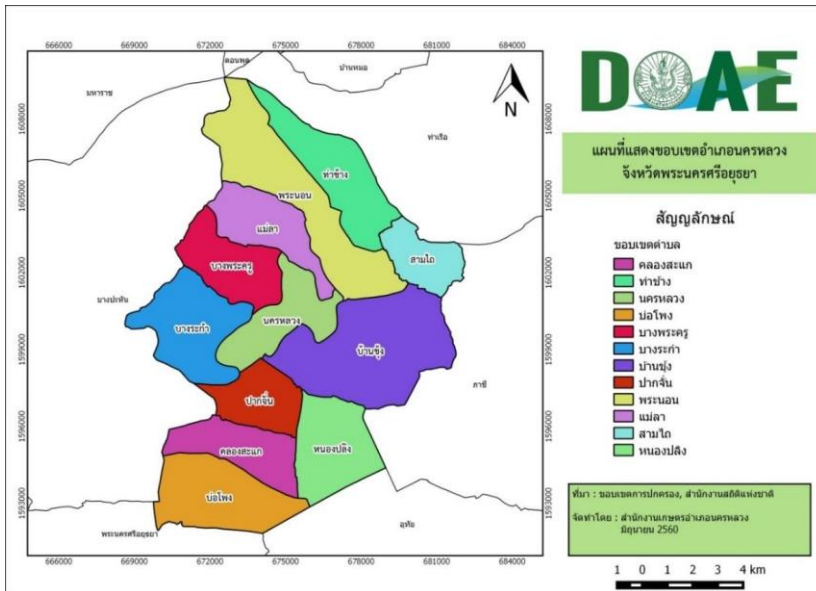 666000 669000 672000 675000 678000 681000 684000
ดอนพุด
บ้านหมอ
มหาราช
N
ท่าเรือ
1608000 1608000
ท่าช้าง
พระนอน
1605000 1605000
แม่ลา
สามไถ
บางพระครู
1602000 1602000
บางปะหัน
นครหลวง
บางระกำ
บ้านชุ้ง
1599000 1599000
ภาชี
ปากจั่น
1596000 1596000
คลองสะแก
หนองปลิง
บ่อโพง
1593000 1593000
อุทัย
พระนครศรีอยุธยา
666000 669000 672000 675000 678000 681000 684000
DOAE
แผนที่แสดงขอบเขตอำเภอนครหลวง
จังหวัดพระนครศรีอยุธยา
สัญญลักษณ์
ขอบเขตตำบล
คลองสะแก
ท่าช้าง
นครหลวง
บ่อโพง
บางพระครู
บางระกำ
บ้านชุ้ง
ปากจั่น
พระนอน
แม่ลา
สามไถ
หนองปลิง
ที่มา : ขอบเขตการปกครอง, สำนักงานสถิติแห่งชาติ
จัดทำโดย : สำนักงานเกษตรอำเภอนครหลวง
มิถุนายน 2560
1 0 1 2 3 4 km